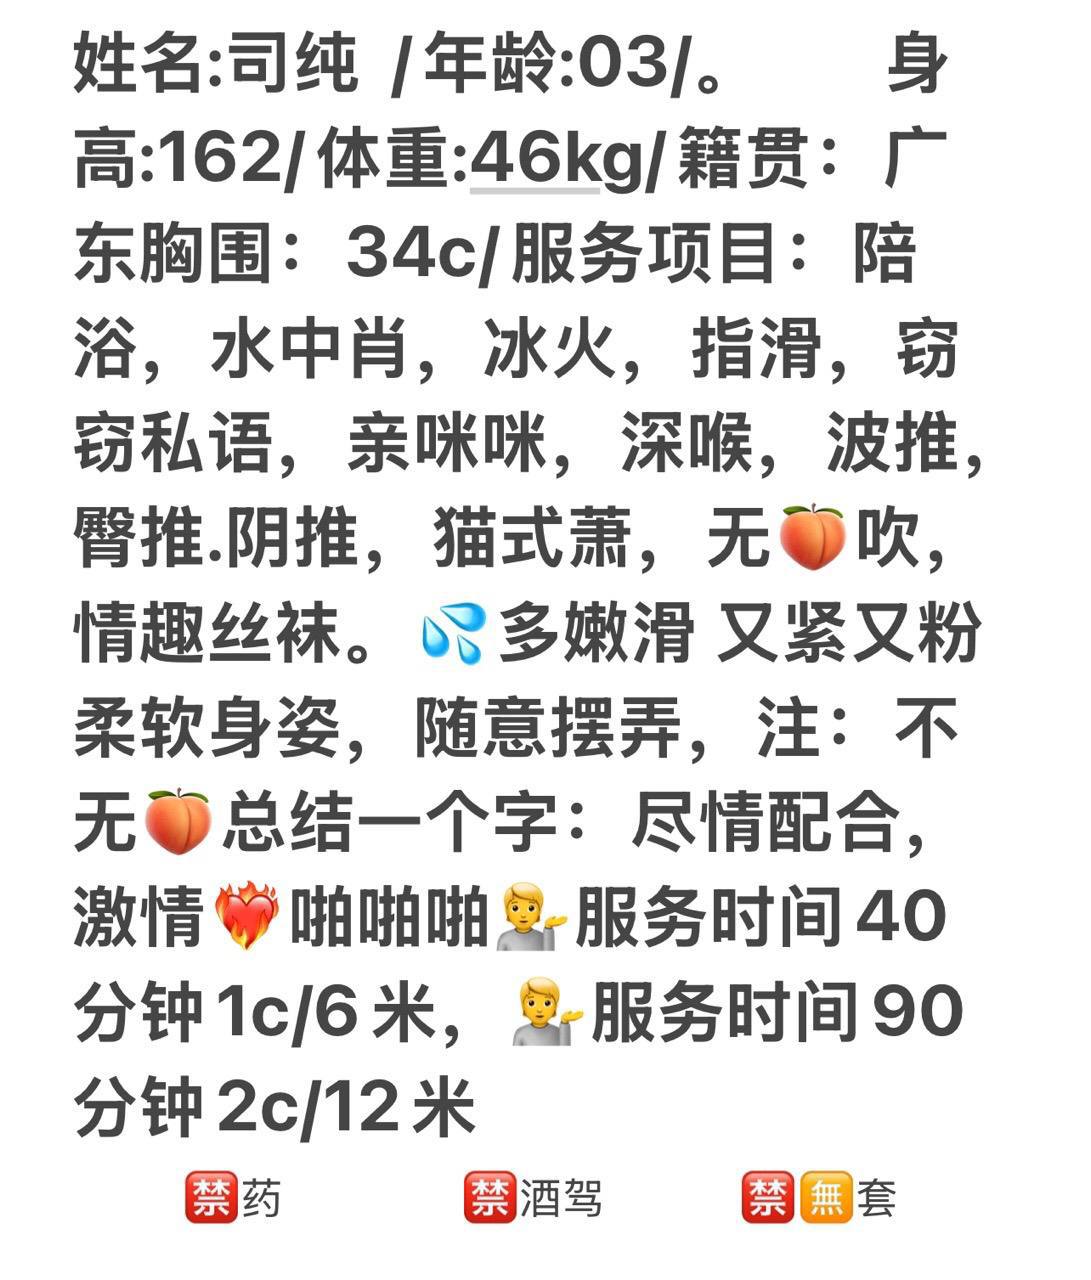 姓名:司纯 /年龄:03/。 身
高:162/体重:46kg/籍贯：广
东胸围：34c/服务项目：陪
浴，水中肖，冰火，指滑，窃
窃私语，亲咪咪，深喉，波推，
臀推.阴推，猫式萧，无🍑吹，
情趣丝袜。💦多嫩滑 又紧又粉
柔软身姿，随意摆弄，注：不
无🍑总结一个字：尽情配合，
激情❤️‍🔥啪啪啪💁服务时间40
分钟1c/6米，💁服务时间90
分钟2c/12米
🈲药 🈲酒驾 🈲🈚套